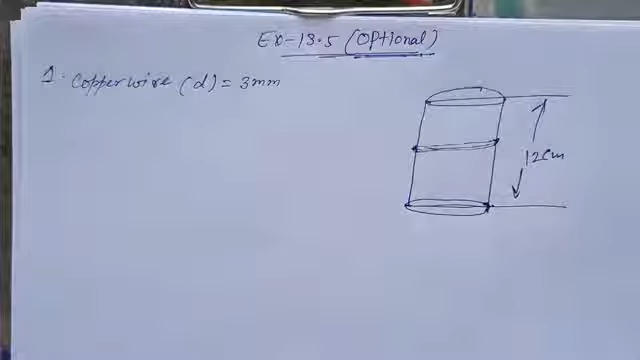 Ex-13.5 (Optional)
1. Copper wire (d) = 3mm
12cm